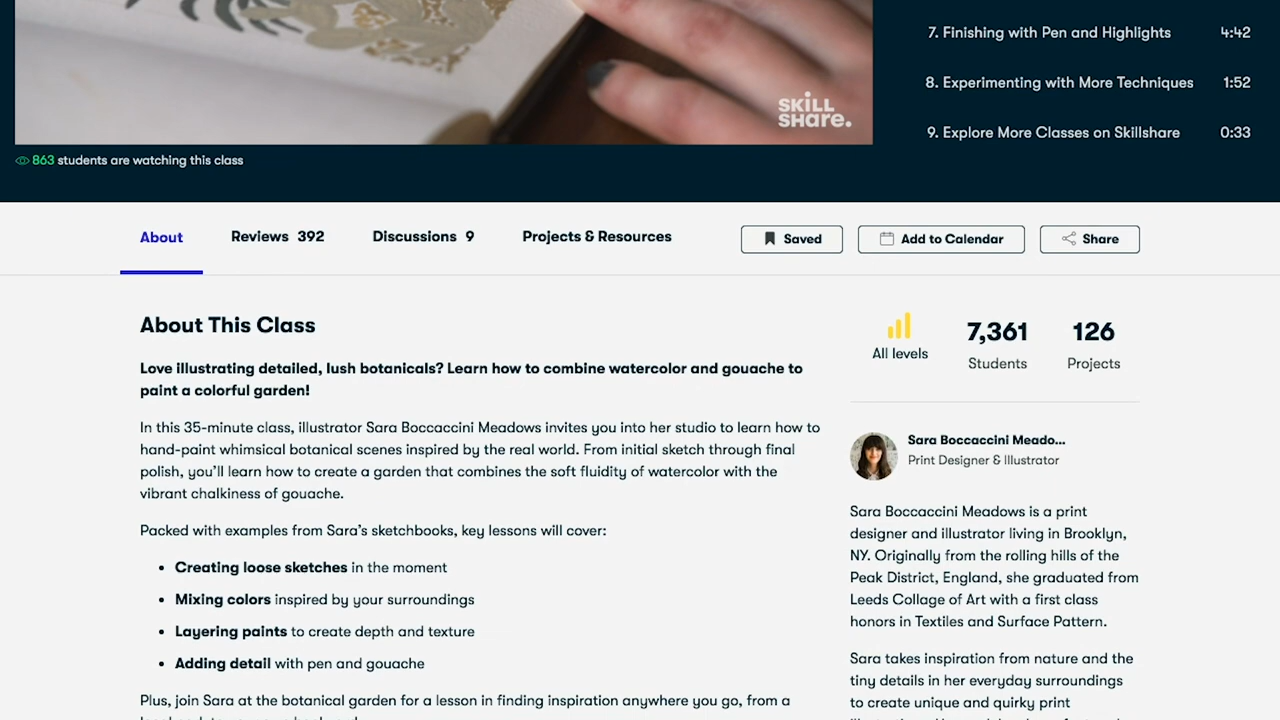 SKILL
SHare.
7. Finishing with Pen and Highlights 4:42
8. Experimenting with More Techniques 1:52
9. Explore More Classes on Skillshare 0:33
863 students are watching this class
About
Reviews 392
Discussions 9
Projects & Resources
Saved
Add to Calendar
Share
About This Class
Love illustrating detailed, lush botanicals? Learn how to combine watercolor and gouache to
paint a colorful garden!
In this 35-minute class, illustrator Sara Boccaccini Meadows invites you into her studio to learn how to
hand-paint whimsical botanical scenes inspired by the real world. From initial sketch through final
polish, you'll learn how to create a garden that combines the soft fluidity of watercolor with the
vibrant chalkiness of gouache.
Packed with examples from Sara's sketchbooks, key lessons will cover:
• Creating loose sketches in the moment
• Mixing colors inspired by your surroundings
• Layering paints to create depth and texture
• Adding detail with pen and gouache
Plus, join Sara at the botanical garden for a lesson in finding inspiration anywhere you go, from a
All levels
7,361
Students
126
Projects
Sara Boccaccini Meado...
Print Designer & Illustrator
Sara Boccaccini Meadows is a print
designer and illustrator living in Brooklyn,
NY. Originally from the rolling hills of the
Peak District, England, she graduated from
Leeds Collage of Art with a first class
honors in Textiles and Surface Pattern.
Sara takes inspiration from nature and the
tiny details in her everyday surroundings
to create unique and quirky print